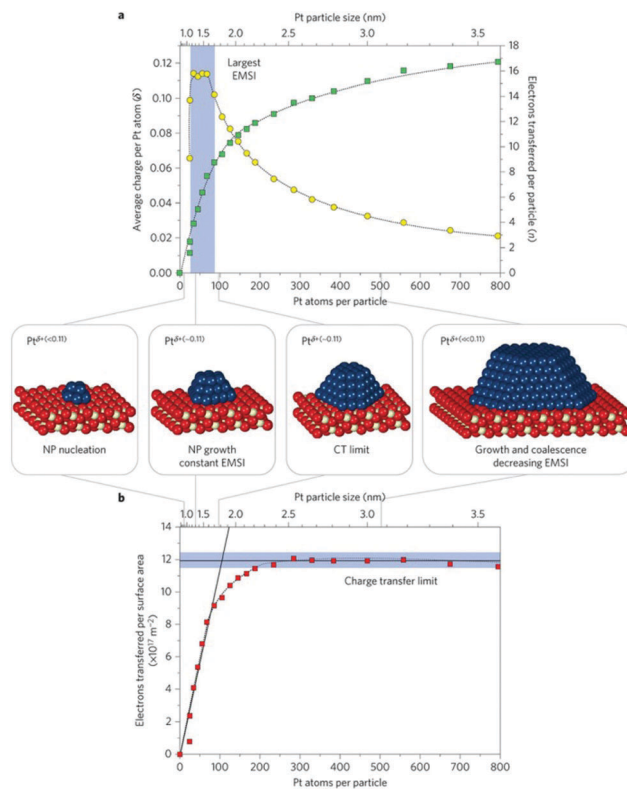 Pt particle size (nm)
1.0 1.5 2.0 2.5 3.0 3.5
a
Largest
EMSI
Average charge per Pt atom (δ̅)
0.12
0.10
0.08
0.06
0.04
0.02
0.00
Electrons transferred per particle (n)
18
16
14
12
10
8
6
4
2
0 100 200 300 400 500 600 700 800
Pt atoms per particle
Ptδ+(<0.11)
NP nucleation
Ptδ+(~0.11)
NP growth
constant EMSI
Ptδ+(~0.11)
CT limit
Ptδ+(<<0.11)
Growth and coalescence
decreasing EMSI
b
Pt particle size (nm)
1.0 1.5 2.0 2.5 3.0 3.5
Electrons transferred per surface area
(×10¹⁷ m⁻²)
14
12
10
8
6
4
2
0
Charge transfer limit
0 100 200 300 400 500 600 700 800
Pt atoms per particle